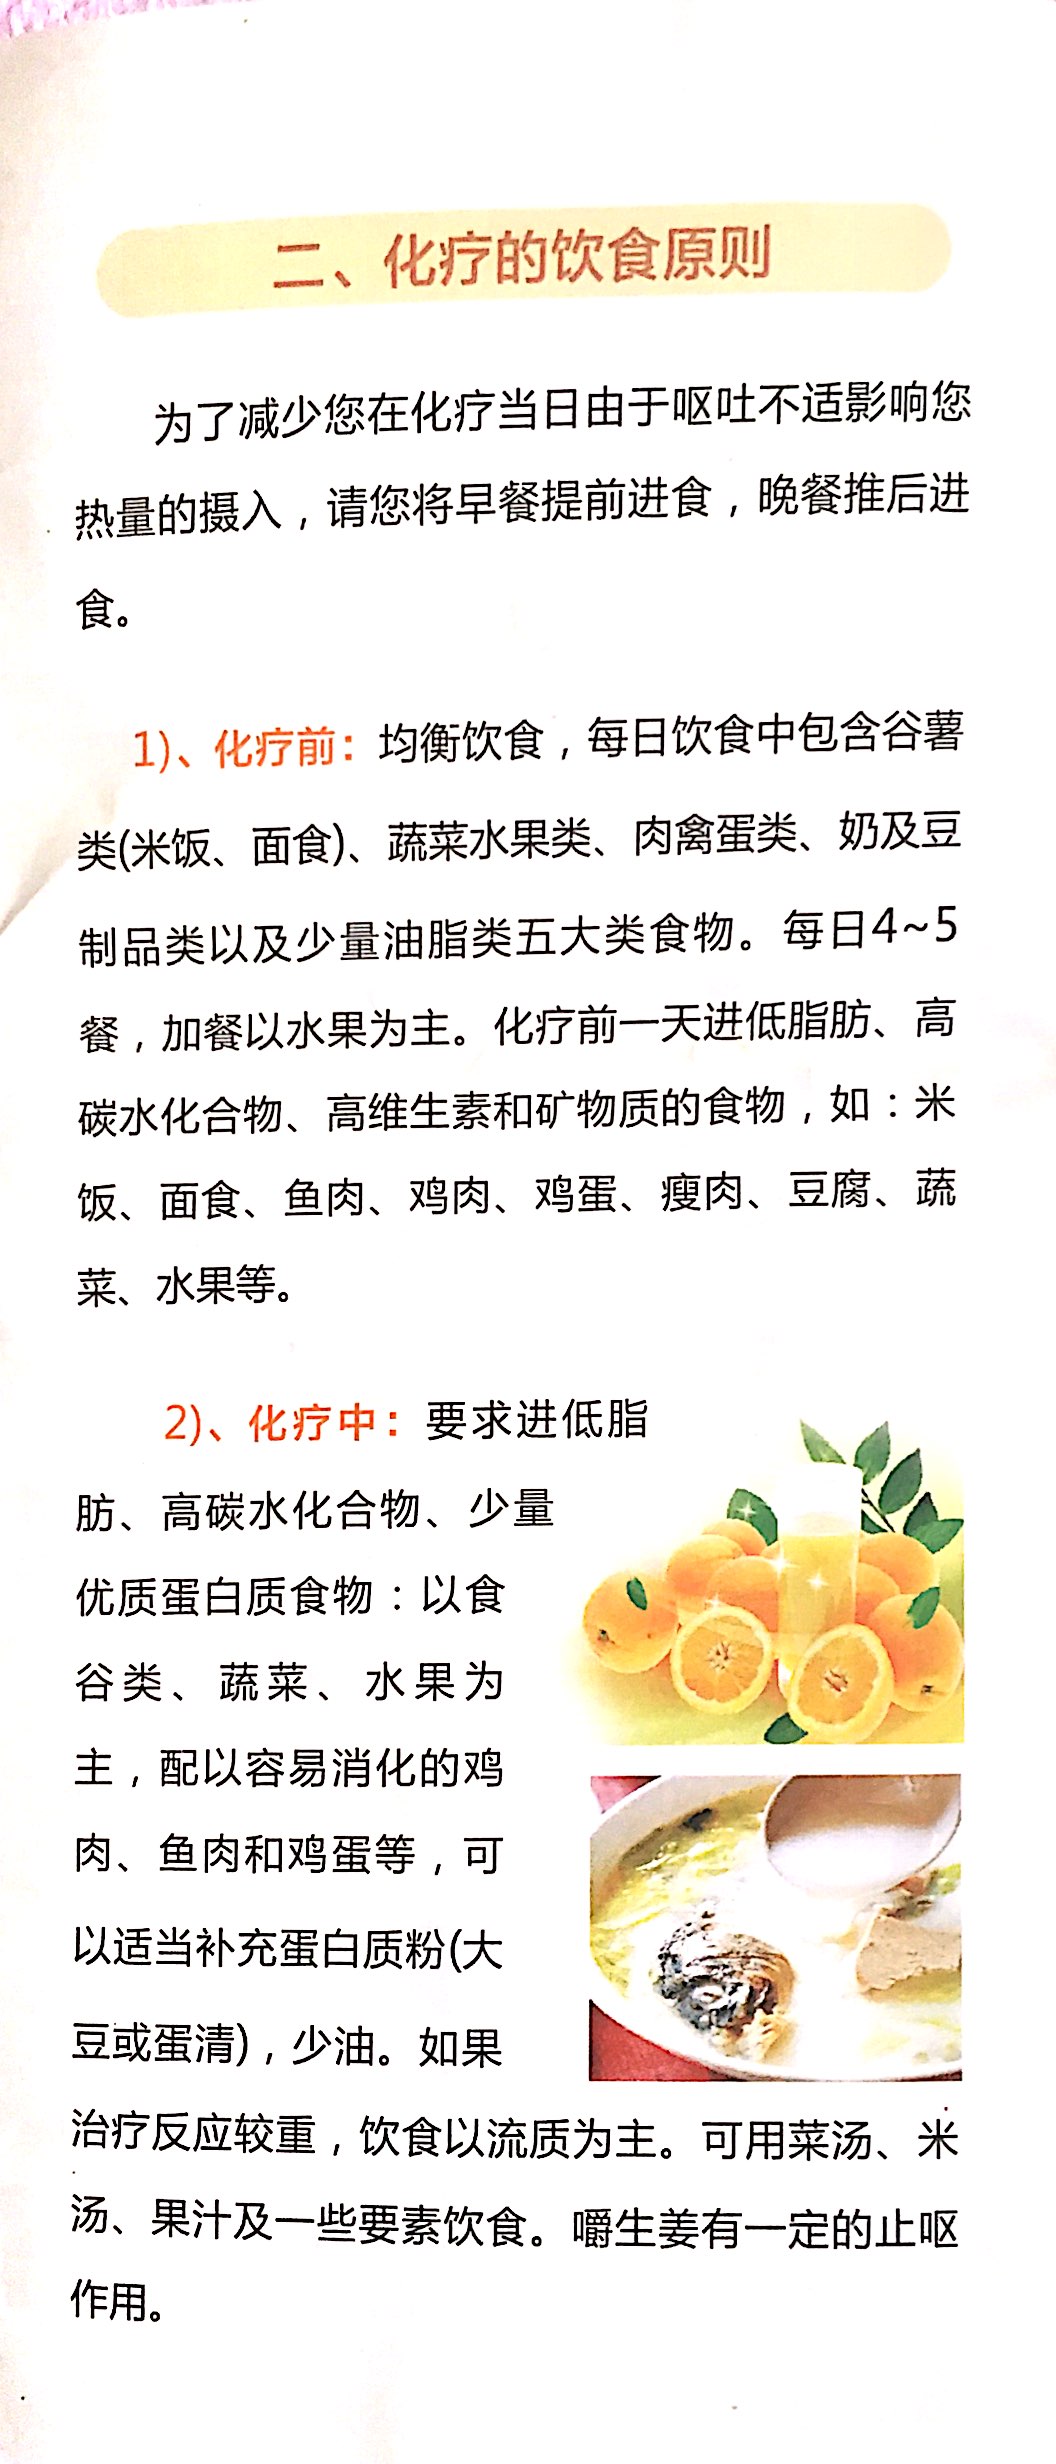 二、化疗的饮食原则
为了减少您在化疗当日由于呕吐不适影响您
热量的摄入，请您将早餐提前进食，晚餐推后进
食。
1)、化疗前：均衡饮食，每日饮食中包含谷薯
类(米饭、面食)、蔬菜水果类、肉禽蛋类、奶及豆
制品类以及少量油脂类五大类食物。每日4~5
餐，加餐以水果为主。化疗前一天进低脂肪、高
碳水化合物、高维生素和矿物质的食物，如：米
饭、面食、鱼肉、鸡肉、鸡蛋、瘦肉、豆腐、蔬
菜、水果等。
2)、化疗中：要求进低脂
肪、高碳水化合物、少量
优质蛋白质食物：以食
谷类、蔬菜、水果为
主，配以容易消化的鸡
肉、鱼肉和鸡蛋等，可
以适当补充蛋白质粉(大
豆或蛋清)，少油。如果
治疗反应较重，饮食以流质为主。可用菜汤、米
汤、果汁及一些要素饮食。嚼生姜有一定的止呕
作用。